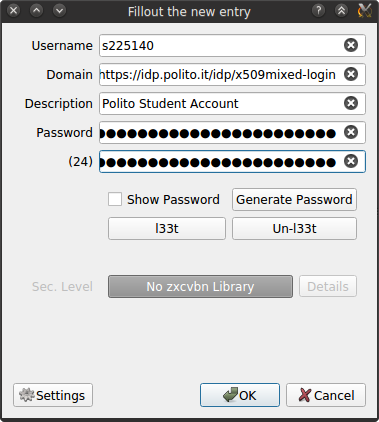 Fillout the new entry
Username s225140
Domain https://idp.polito.it/idp/x509mixed-login
Description Polito Student Account
Password ●●●●●●●●●●●●●●●●●●●●●●●●
(24) ●●●●●●●●●●●●●●●●●●●●●●●●
Show Password Generate Password
l33t Un-l33t
Sec. Level No zxcvbn Library Details
Settings OK Cancel